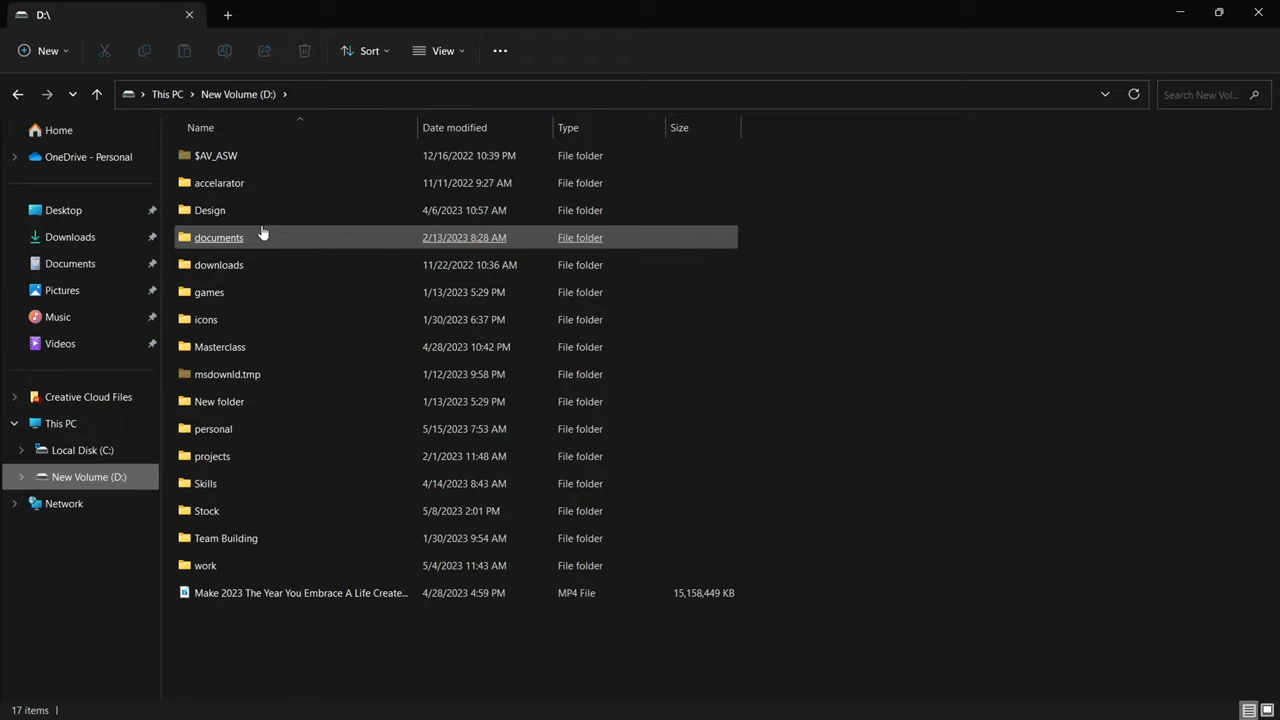 D:\
New
Sort
View
This PC
New Volume (D:)
Search New Vol...
Home
OneDrive - Personal
Desktop
Downloads
Documents
Pictures
Music
Videos
Creative Cloud Files
This PC
Local Disk (C:)
New Volume (D:)
Network
Name Date modified Type Size
$AV_ASW 12/16/2022 10:39 PM File folder
accelarator 11/11/2022 9:27 AM File folder
Design 4/6/2023 10:57 AM File folder
documents 2/13/2023 8:28 AM File folder
downloads 11/22/2022 10:36 AM File folder
games 1/13/2023 5:29 PM File folder
icons 1/30/2023 6:37 PM File folder
Masterclass 4/28/2023 10:42 PM File folder
msdownld.tmp 1/12/2023 9:58 PM File folder
New folder 1/13/2023 5:29 PM File folder
personal 5/15/2023 7:53 AM File folder
projects 2/1/2023 11:48 AM File folder
Skills 4/14/2023 8:43 AM File folder
Stock 5/8/2023 2:01 PM File folder
Team Building 1/30/2023 9:54 AM File folder
work 5/4/2023 11:43 AM File folder
Make 2023 The Year You Embrace A Life Create... 4/28/2023 4:59 PM MP4 File 15,158,449 KB
17 items